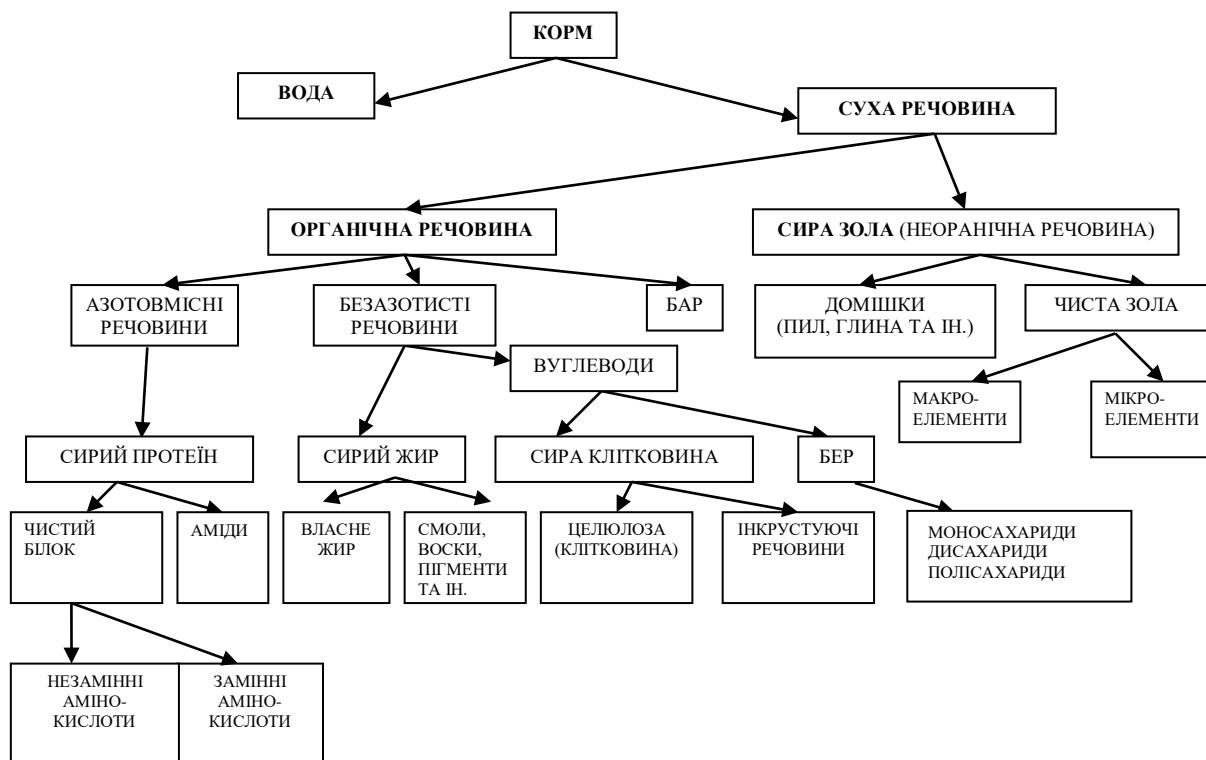 КОРМ
ВОДА
СУХА РЕЧОВИНА
ОРГАНІЧНА РЕЧОВИНА
СИРА ЗОЛА (НЕОРАНІЧНА РЕЧОВИНА)
АЗОТОВМІСНІ
РЕЧОВИНИ
БЕЗАЗОТИСТІ
РЕЧОВИНИ
БАР
ДОМІШКИ
(ПИЛ, ГЛИНА ТА ІН.)
ЧИСТА ЗОЛА
ВУГЛЕВОДИ
МАКРО-
ЕЛЕМЕНТИ
МІКРО-
ЕЛЕМЕНТИ
СИРИЙ ПРОТЕЇН
СИРИЙ ЖИР
СИРА КЛІТКОВИНА
БЕР
ЧИСТИЙ
БІЛОК
АМІДИ
ВЛАСНЕ
ЖИР
СМОЛИ,
ВОСКИ,
ПІГМЕНТИ
ТА ІН.
ЦЕЛЮЛОЗА
(КЛІТКОВИНА)
ІНКРУСТУЮЧІ
РЕЧОВИНИ
МОНОСАХАРИДИ
ДИСАХАРИДИ
ПОЛІСАХАРИДИ
НЕЗАМІННІ
АМІНО-
КИСЛОТИ
ЗАМІННІ
АМІНО-
КИСЛОТИ